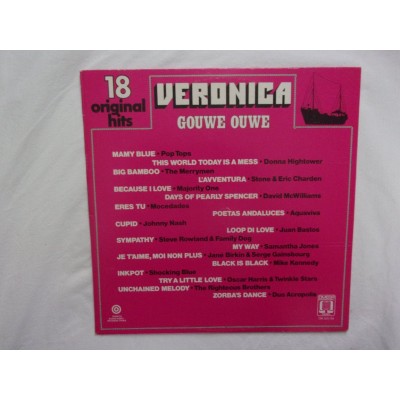 18
original
hits
VERONICA
GOUWE OUWE
MAMY BLUE • Pop Tops
THIS WORLD TODAY IS A MESS • Donna Hightower
BIG BAMBOO • The Merrymen
L'AVVENTURA • Stone & Eric Charden
BECAUSE I LOVE • Majority One
DAYS OF PEARLY SPENCER • David McWilliams
ERES TU • Mocedades
POETAS ANDALUCES • Aguaviva
CUPID • Johnny Nash
LOOP DI LOVE • Juan Bastos
SYMPATHY • Steve Rowland & Family Dog
MY WAY • Samantha Jones
JE T'AIME, MOI NON PLUS • Jane Birkin & Serge Gainsbourg
BLACK IS BLACK • Mike Kennedy
INKPOT • Shocking Blue
TRY A LITTLE LOVE • Oscar Harris & Twinkle Stars
UNCHAINED MELODY • The Righteous Brothers
ZORBA'S DANCE • Duo Acropolis